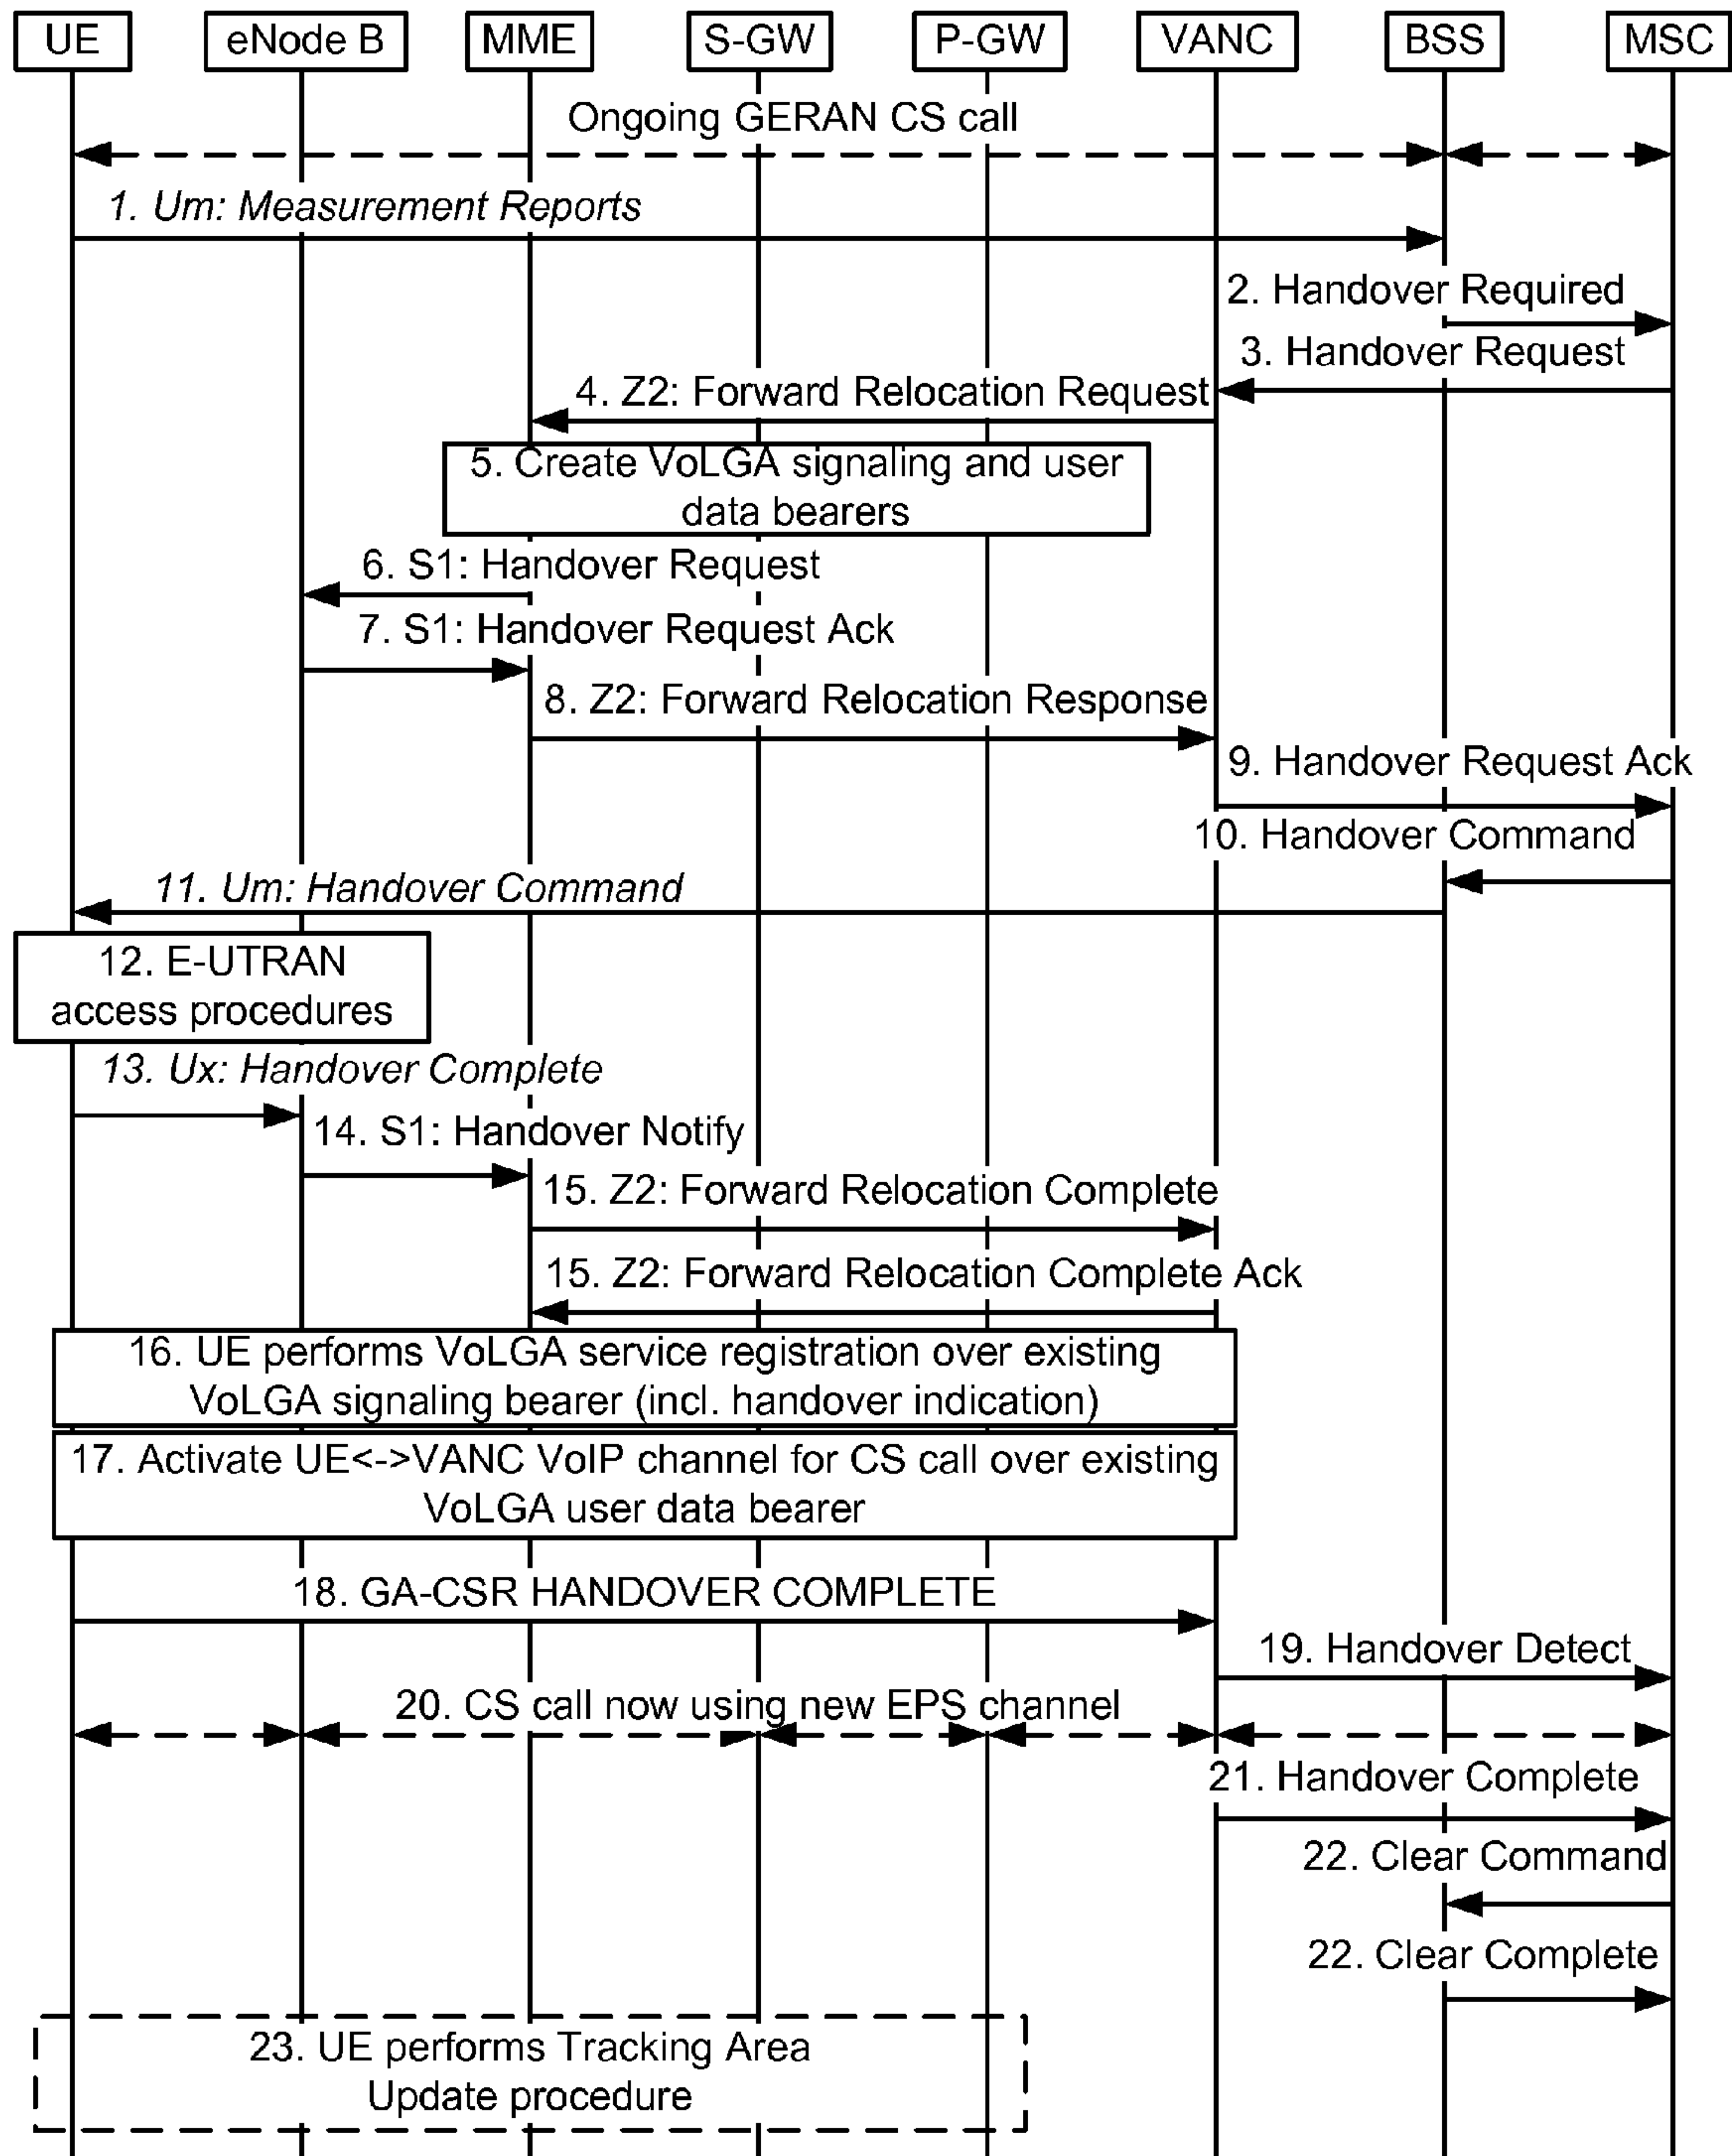 UE
eNode B
MME
S-GW
P-GW
VANC
BSS
MSC
Ongoing GERAN CS call
1. Um: Measurement Reports
2. Handover Required
3. Handover Request
4. Z2: Forward Relocation Request
5. Create VoLGA signaling and user
data bearers
6. S1: Handover Request
7. S1: Handover Request Ack
8. Z2: Forward Relocation Response
9. Handover Request Ack
10. Handover Command
11. Um: Handover Command
12. E-UTRAN
access procedures
13. Ux: Handover Complete
14. S1: Handover Notify
15. Z2: Forward Relocation Complete
15. Z2: Forward Relocation Complete Ack
16. UE performs VoLGA service registration over existing
VoLGA signaling bearer (incl. handover indication)
17. Activate UE<->VANC VoIP channel for CS call over existing
VoLGA user data bearer
18. GA-CSR HANDOVER COMPLETE
19. Handover Detect
20. CS call now using new EPS channel
21. Handover Complete
22. Clear Command
22. Clear Complete
23. UE performs Tracking Area
Update procedure